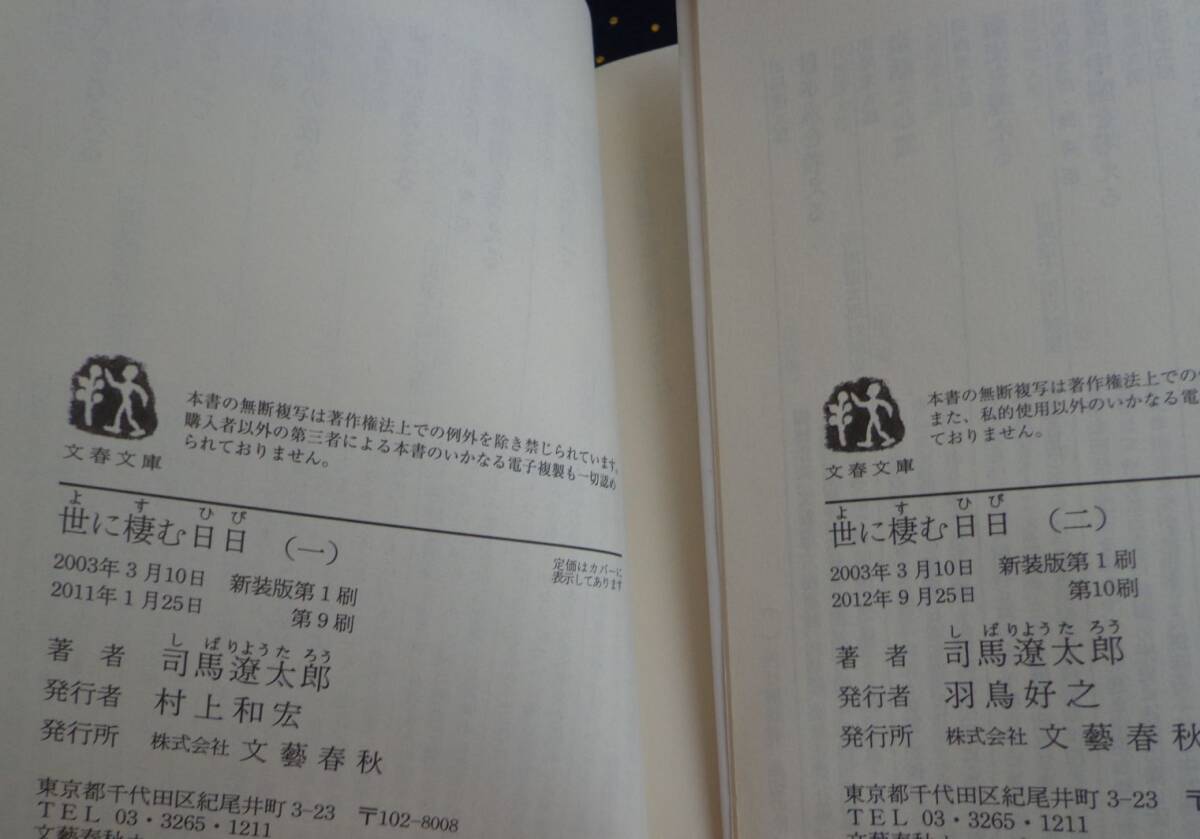 本書の無断複写は著作権法上での例外を除き禁じられています。
購入者以外の第三者による本書のいかなる電子複製も一切認め
られておりません。
文春文庫
よ す ひ び
世に棲む日日 (一)
定価はカバーに
表示してあります
2003年3月10日 新装版第1刷
2011年1月25日 第9刷
し ば りょう た ろう
著者 司馬遼太郎
発行者 村上和宏
発行所 株式会社 文藝春秋
東京都千代田区紀尾井町3-23 〒102-8008
TEL 03・3265・1211
本書の無断複写は著作権法上での
また、私的使用以外のいかなる電
ておりません。
文春文庫
よ す ひ び
世に棲む日日 (二)
2003年3月10日 新装版第1刷
2012年9月25日 第10刷
し ば りょう た ろう
著者 司馬遼太郎
発行者 羽鳥好之
発行所 株式会社 文藝春秋
東京都千代田区紀尾井町3-23 〒
TEL 03・3265・1211